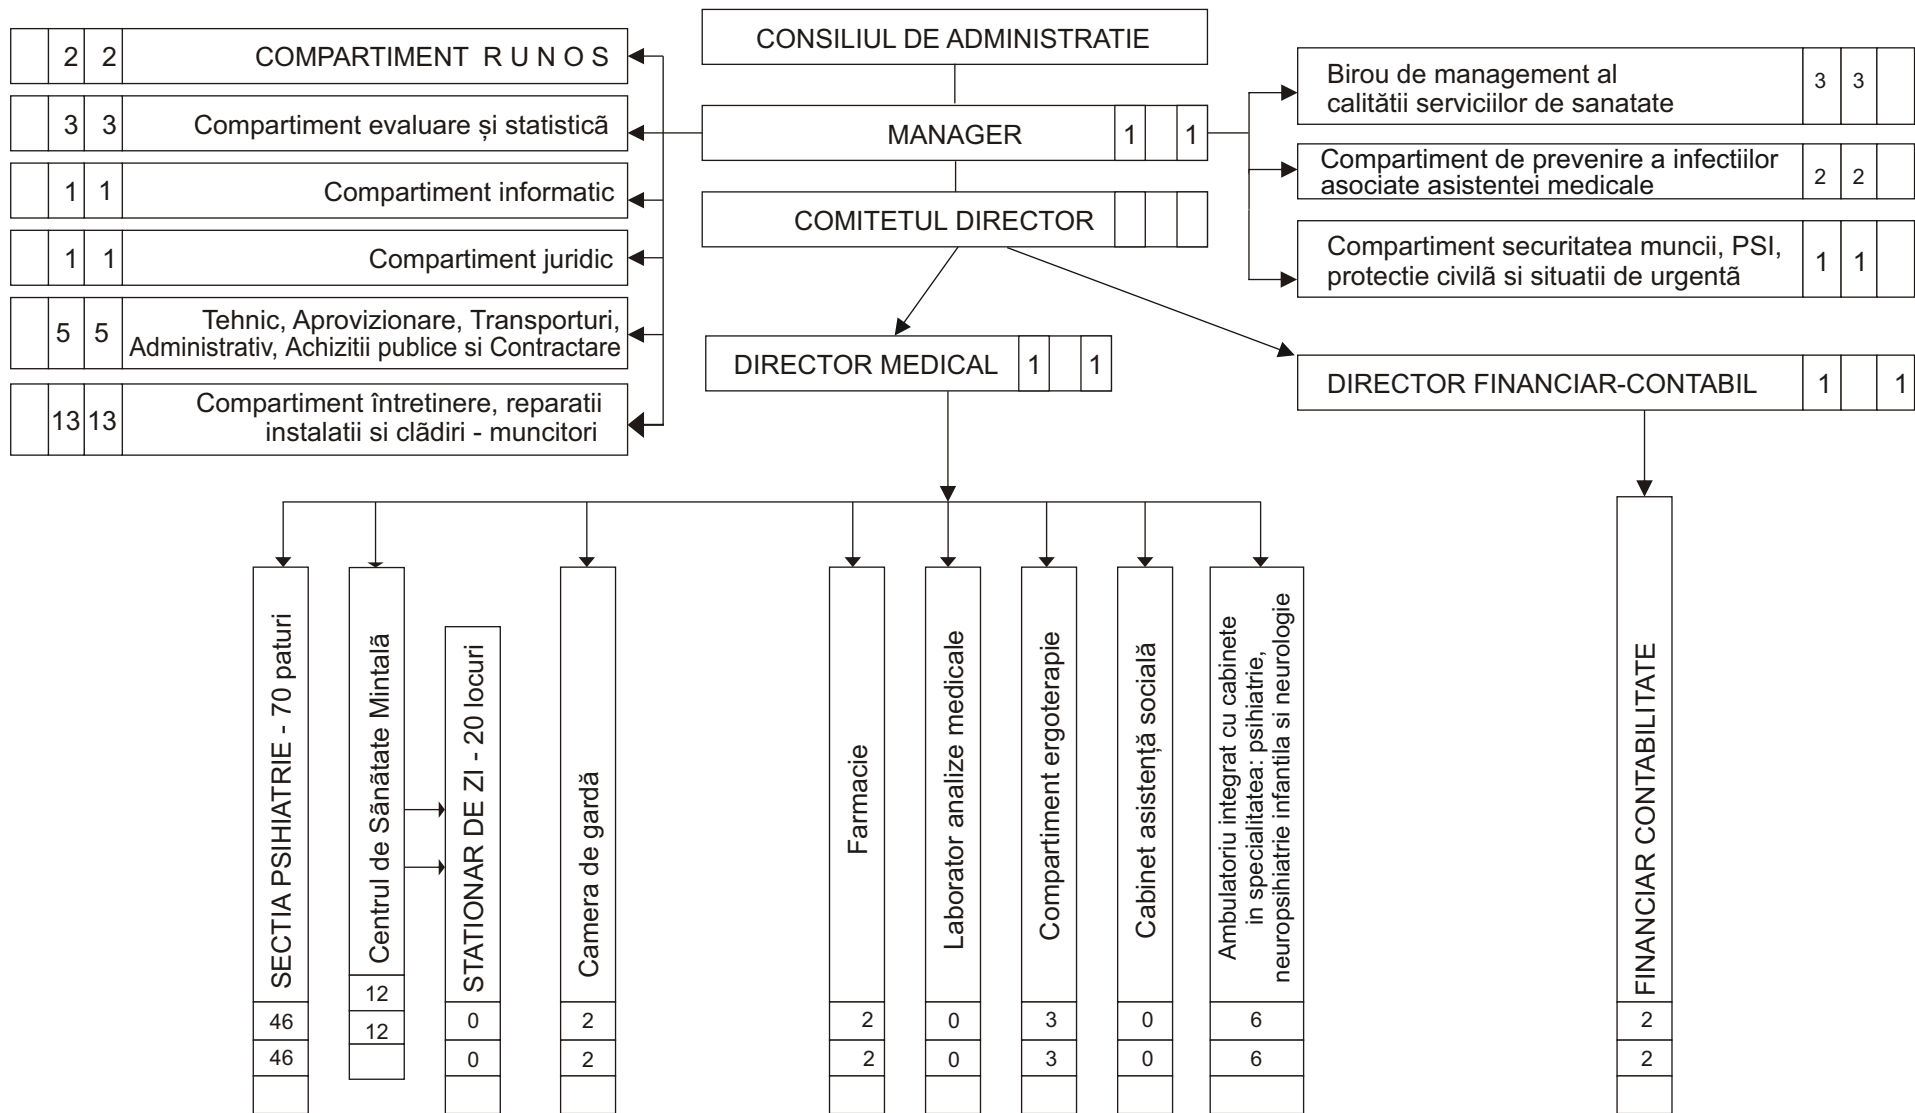 CONSILIUL DE ADMINISTRATIE
MANAGER 1 1
COMITETUL DIRECTOR
2 2 COMPARTIMENT R U N O S
3 3 Compartiment evaluare și statisticã
1 1 Compartiment informatic
1 1 Compartiment juridic
5 5 Tehnic, Aprovizionare, Transporturi,
Administrativ, Achizitii publice si Contractare
13 13 Compartiment întretinere, reparatii
instalatii si clãdiri - muncitori
Birou de management al
calitãtii serviciilor de sanatate 3 3
Compartiment de prevenire a infectiilor
asociate asistentei medicale 2 2
Compartiment securitatea muncii, PSI,
protectie civilã si situatii de urgentã 1 1
DIRECTOR MEDICAL 1 1
DIRECTOR FINANCIAR-CONTABIL 1 1
SECTIA PSIHIATRIE - 70 paturi
46
46
Centrul de Sãnãtate Mintalã
12
12
STATIONAR DE ZI - 20 locuri
0
0
Camera de gardă
2
2
Farmacie
2
2
Laborator analize medicale
0
0
Compartiment ergoterapie
3
3
Cabinet asistență socială
0
0
Ambulatoriu integrat cu cabinete
in specialitatea: psihiatrie,
neuropsihiatrie infantila si neurologie
6
6
FINANCIAR CONTABILITATE
2
2